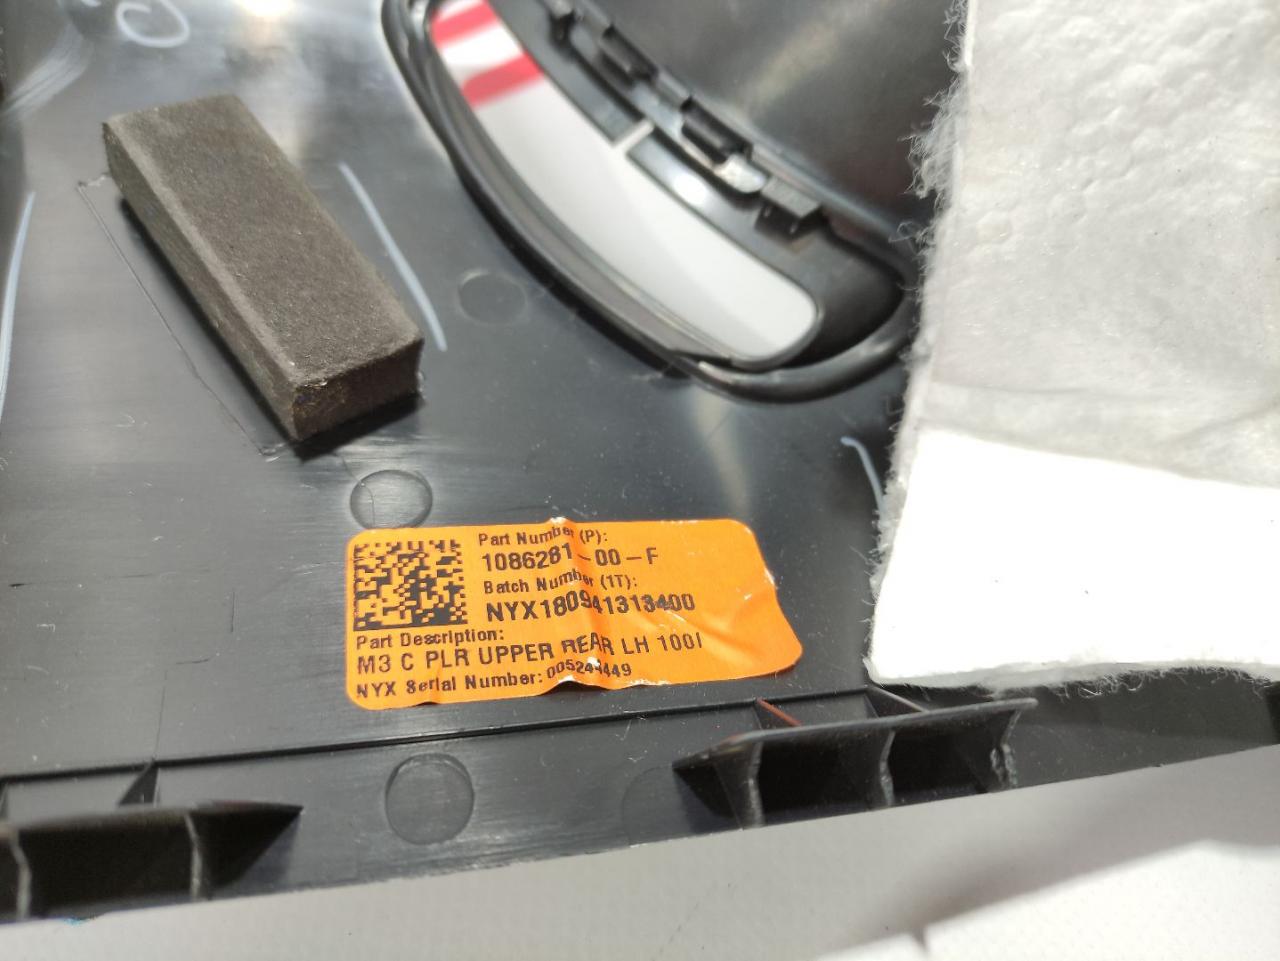 Part Number (P):
1086281-00-F
Batch Number (1T):
NYX180941313400
Part Description:
M3 C PLR UPPER REAR LH 100I
NYX Serial Number: 005244449